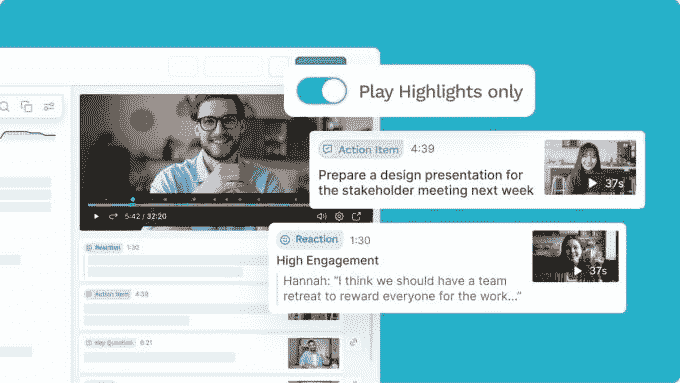 Play Highlights only
Action Item 4:39
Prepare a design presentation for
the stakeholder meeting next week
37s
5:42 / 32:20
Reaction 1:30
High Engagement
Hannah: “I think we should have a team
retreat to reward everyone for the work...”
37s
Reaction 1:30
Action Item 4:39
Key Question 6:21